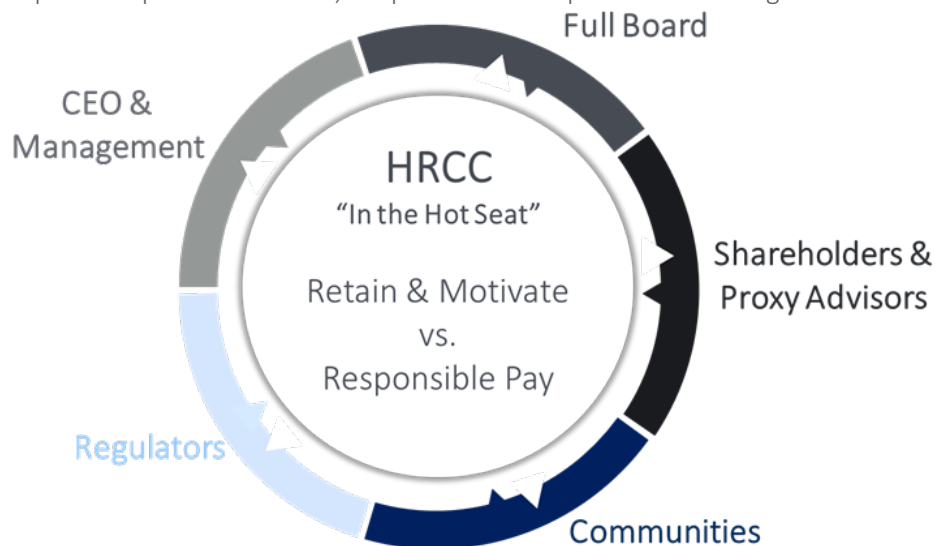 Full Board
CEO &
Management
HRCC
“In the Hot Seat”
Retain & Motivate
vs.
Responsible Pay
Shareholders &
Proxy Advisors
Regulators
Communities